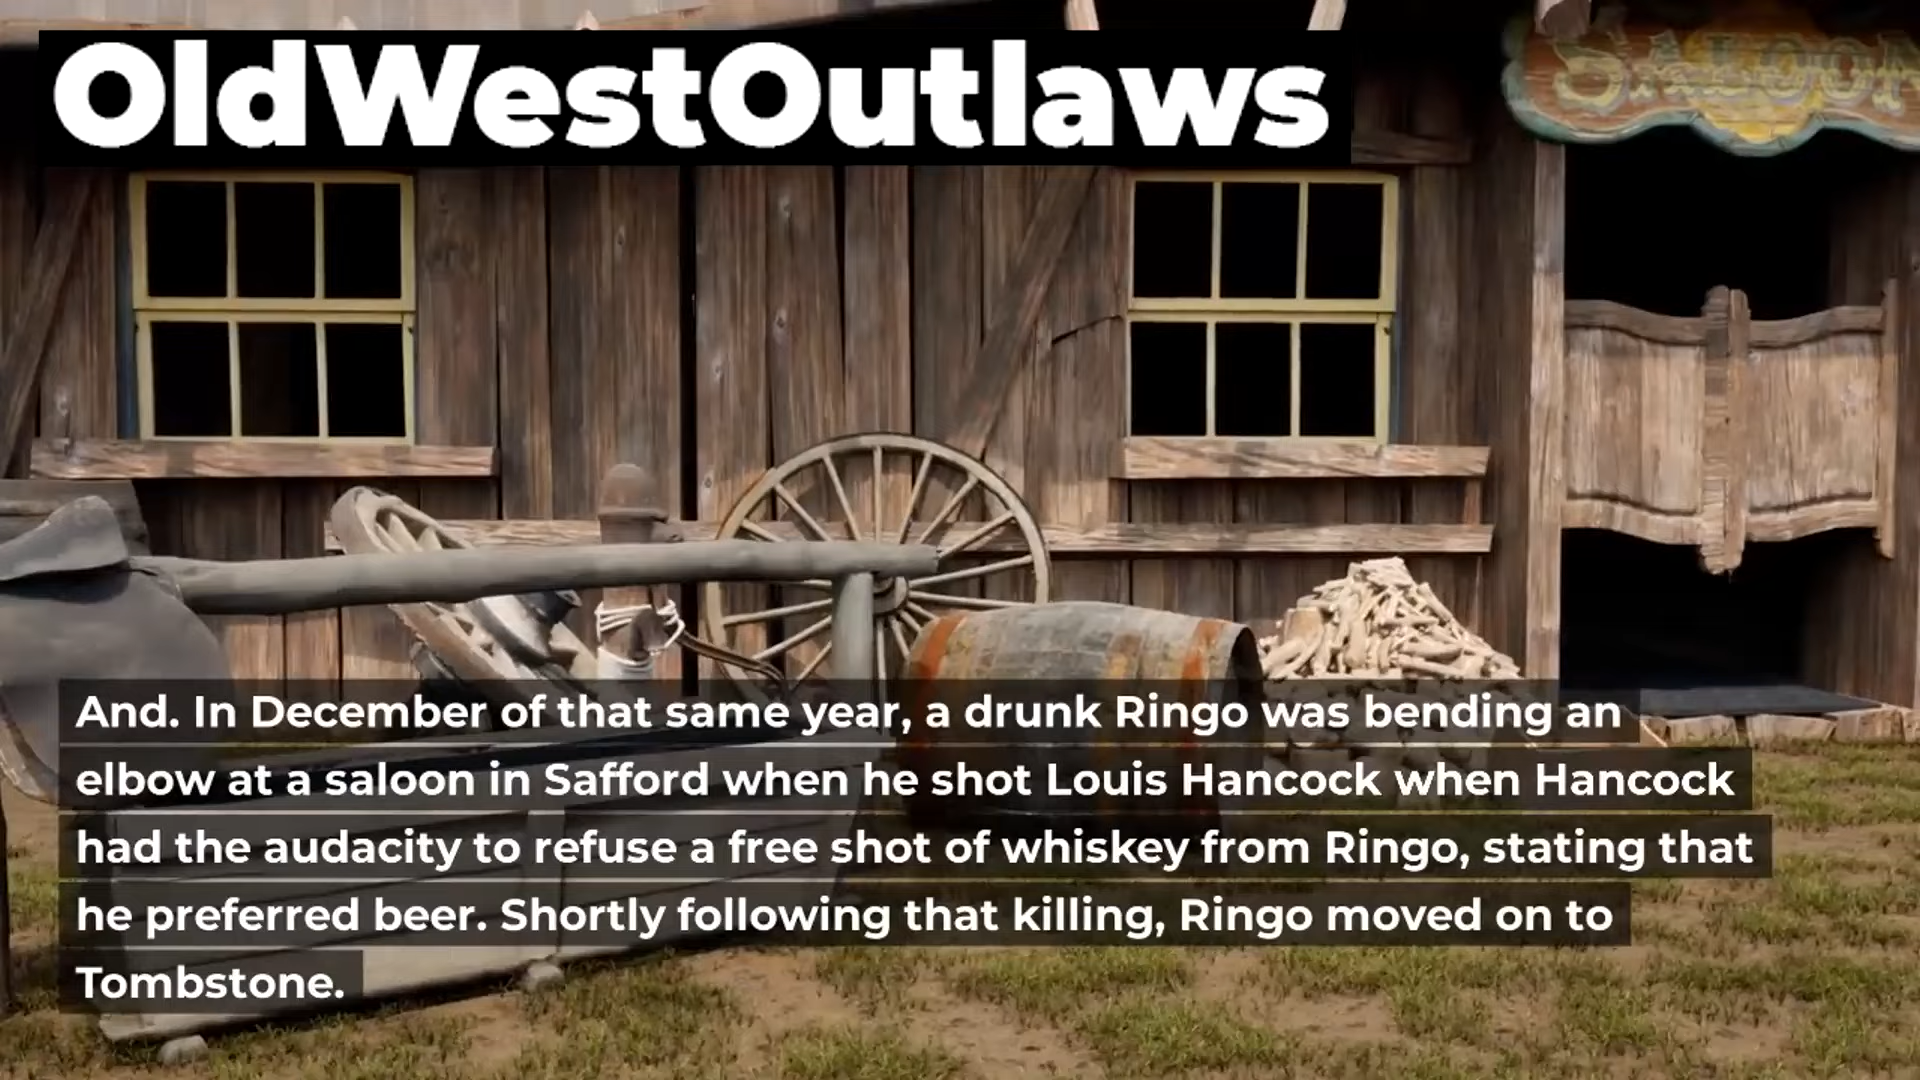 OldWestOutlaws
SALOON
And. In December of that same year, a drunk Ringo was bending an
elbow at a saloon in Safford when he shot Louis Hancock when Hancock
had the audacity to refuse a free shot of whiskey from Ringo, stating that
he preferred beer. Shortly following that killing, Ringo moved on to
Tombstone.